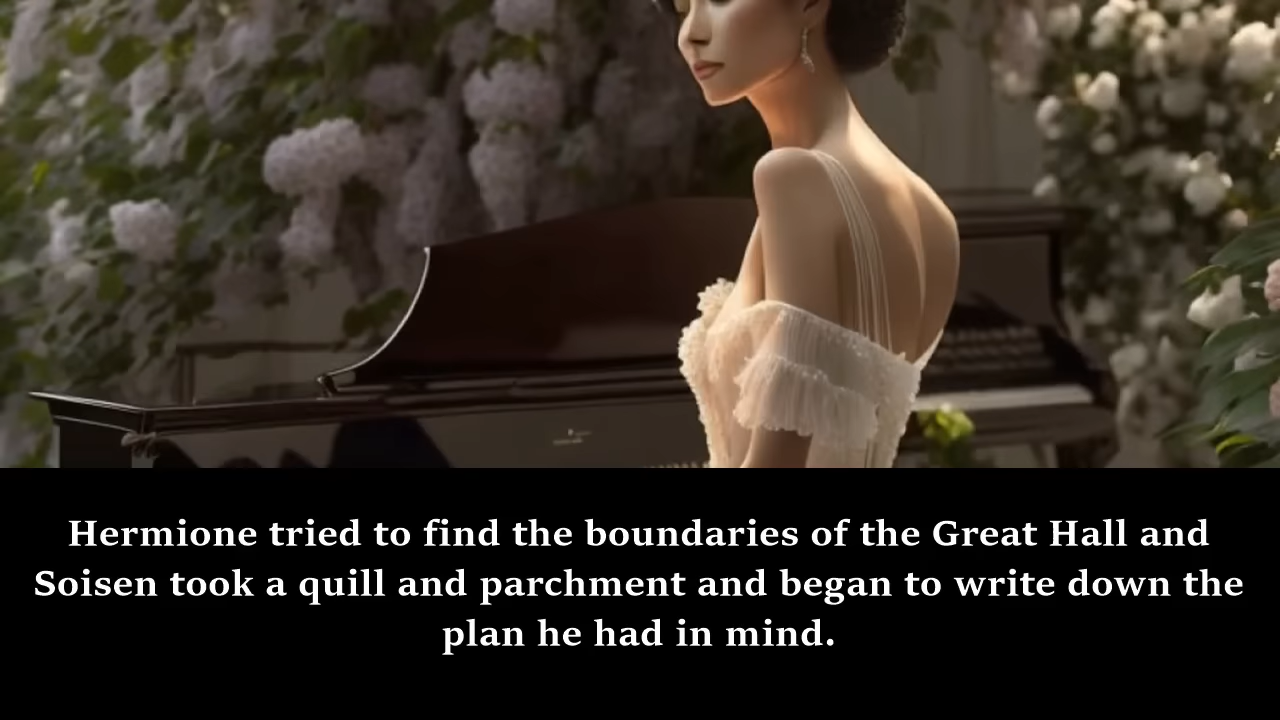 Hermione tried to find the boundaries of the Great Hall and
Soisen took a quill and parchment and began to write down the
plan he had in mind.